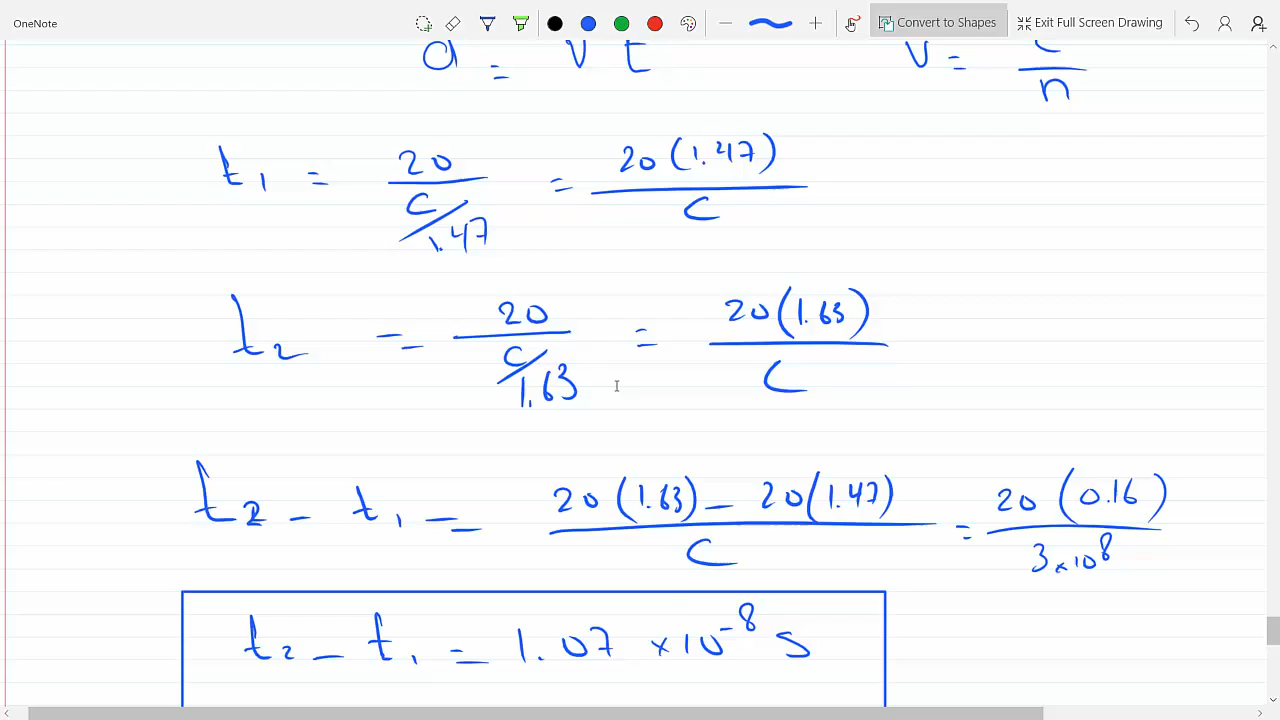 OneNote
Convert to Shapes
Exit Full Screen Drawing
d = v t
v = c/n
t₁ = 20/(c/1.47) = 20(1.47)/c
t₂ = 20/(c/1.63) = 20(1.63)/c
t₂ - t₁ = (20(1.63) - 20(1.47))/c = 20(0.16)/(3×10⁸)
t₂ - t₁ = 1.07 ×10⁻⁸ s